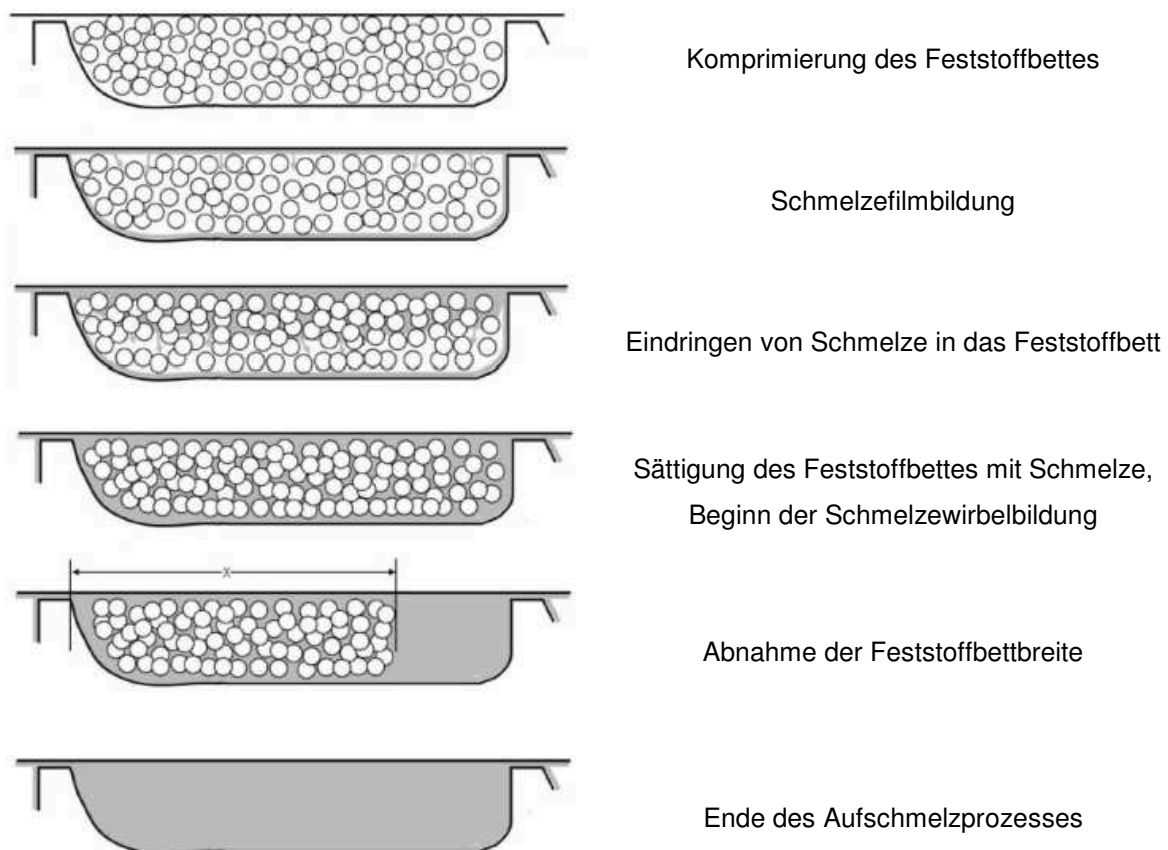 Komprimierung des Feststoffbettes
Schmelzefilmbildung
Eindringen von Schmelze in das Feststoffbett
Sättigung des Feststoffbettes mit Schmelze,
Beginn der Schmelzewirbelbildung
X
Abnahme der Feststoffbettbreite
Ende des Aufschmelzprozesses